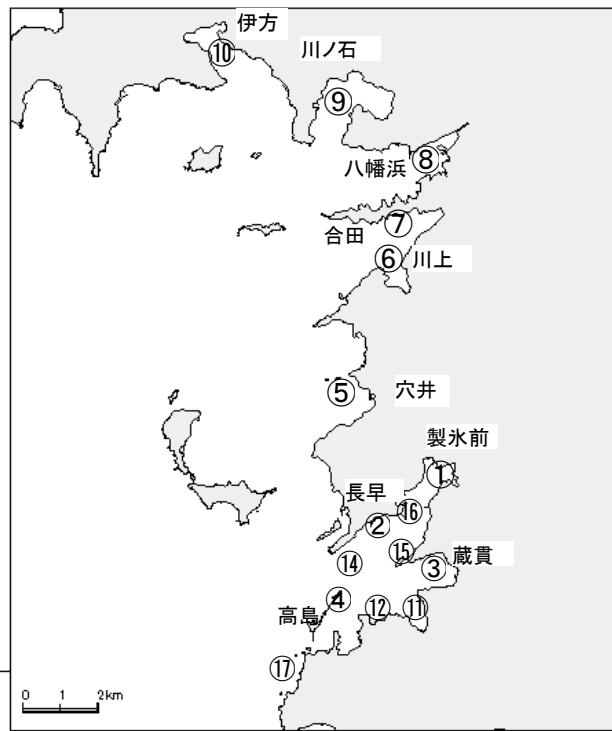 伊方
⑩
川ノ石
⑨
八幡浜
⑧
⑦
合田
⑥
川上
⑤
穴井
製氷前
①
長早
⑯
②
⑮
蔵貫
⑭
③
④
高島
⑫
⑪
⑰
0 1 2km